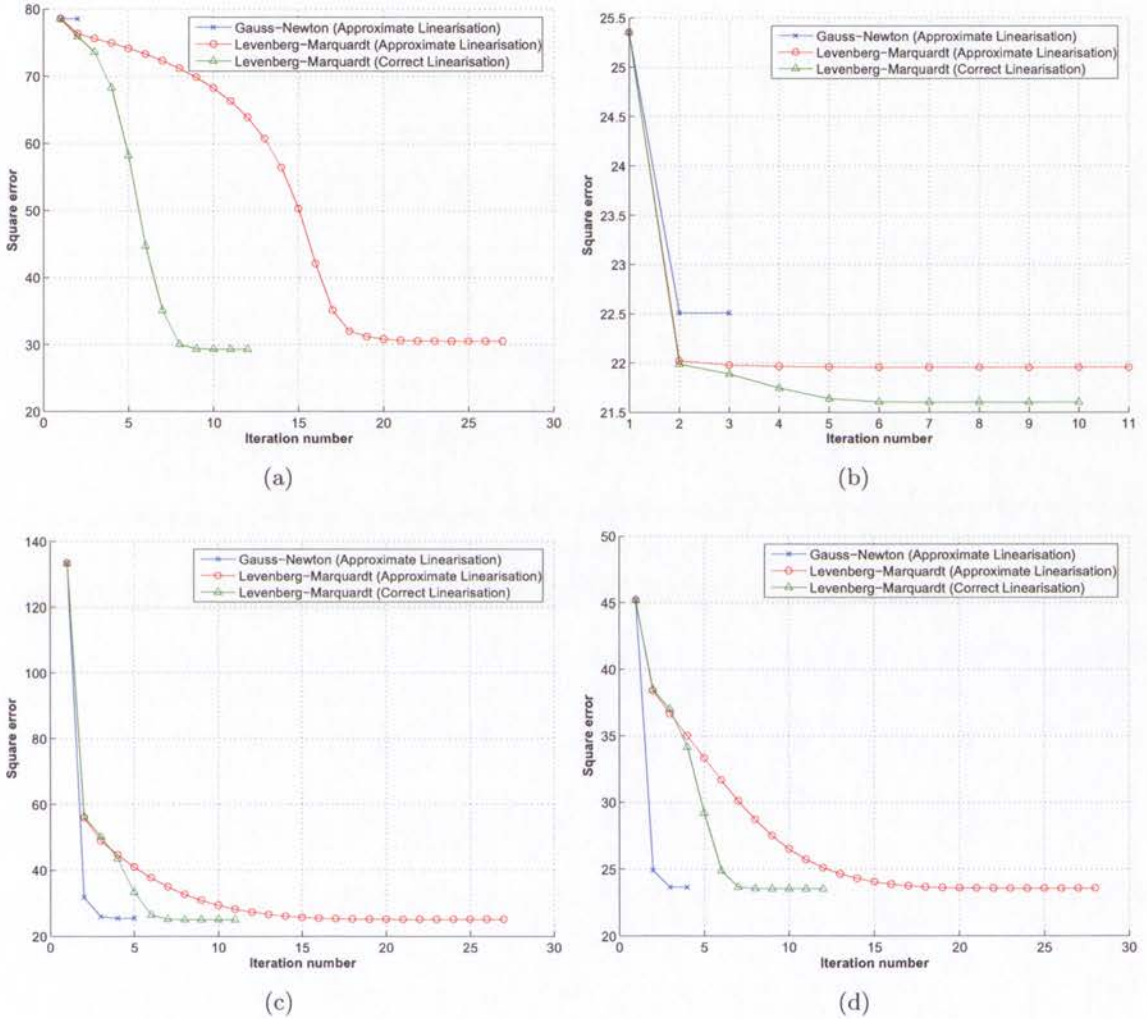 80
70
60
50
40
30
20
0 5 10 15 20 25 30
Square error
Iteration number
Gauss−Newton (Approximate Linearisation)
Levenberg−Marquardt (Approximate Linearisation)
Levenberg−Marquardt (Correct Linearisation)
(a)
25.5
25
24.5
24
23.5
23
22.5
22
21.5
1 2 3 4 5 6 7 8 9 10 11
Square error
Iteration number
Gauss−Newton (Approximate Linearisation)
Levenberg−Marquardt (Approximate Linearisation)
Levenberg−Marquardt (Correct Linearisation)
(b)
140
120
100
80
60
40
20
0 5 10 15 20 25 30
Square error
Iteration number
Gauss−Newton (Approximate Linearisation)
Levenberg−Marquardt (Approximate Linearisation)
Levenberg−Marquardt (Correct Linearisation)
(c)
50
45
40
35
30
25
20
0 5 10 15 20 25 30
Square error
Iteration number
Gauss−Newton (Approximate Linearisation)
Levenberg−Marquardt (Approximate Linearisation)
Levenberg−Marquardt (Correct Linearisation)
(d)